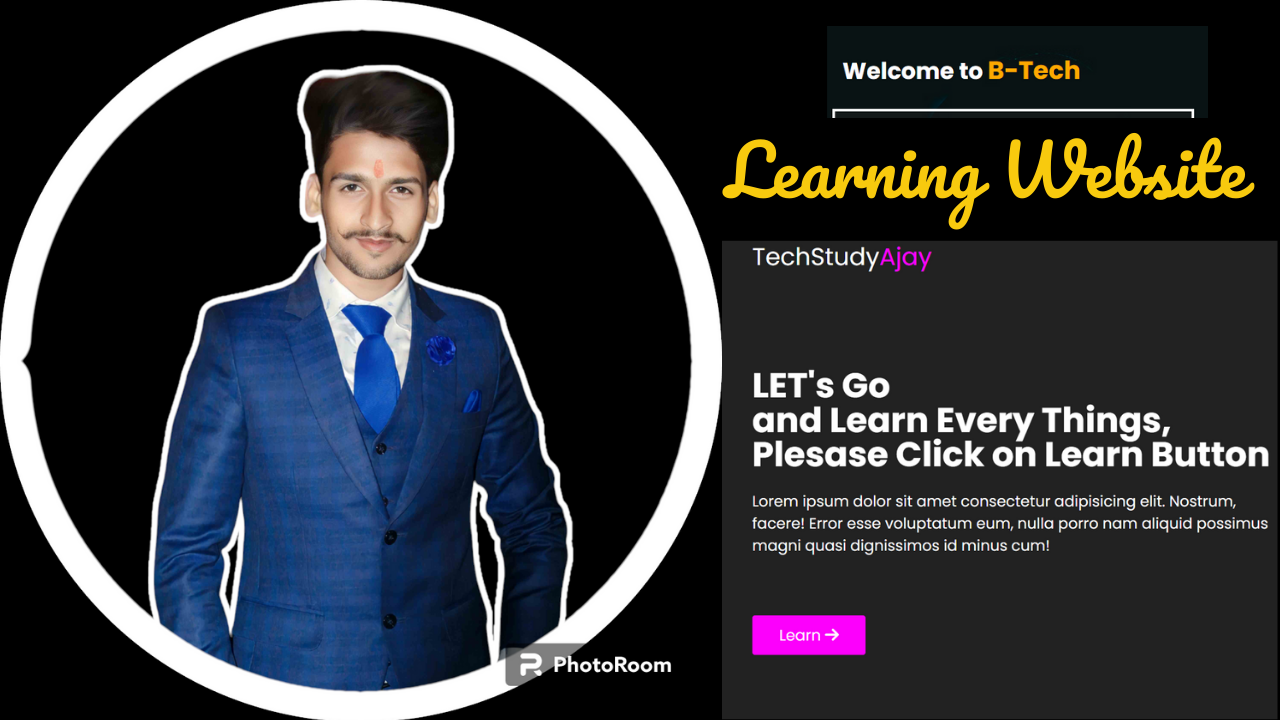 Welcome to B-Tech
Learning Website
TechStudyAjay
LET's Go
and Learn Every Things,
Plesase Click on Learn Button
Lorem ipsum dolor sit amet consectetur adipisicing elit. Nostrum,
facere! Error esse voluptatum eum, nulla porro nam aliquid possimus
magni quasi dignissimos id minus cum!
Learn →
PhotoRoom